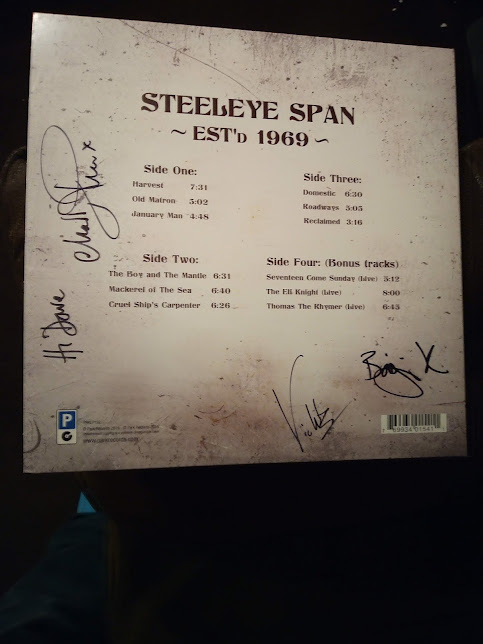 STEELEYE SPAN
~ EST'D 1969 ~
Side One:
Harvest 7:31
Old Matron 5:02
January Man 4:48
Side Two:
The Boy and The Mantle 6:31
Mackerel of The Sea 6:40
Cruel Ship's Carpenter 6:26
Side Three:
Domestic 6:30
Roadways 5:05
Reclaimed 3:16
Side Four: (Bonus tracks)
Seventeen Come Sunday (Live) 5:12
The Elf Knight (Live) 8:00
Thomas The Rhymer (Live) 6:45
Hi Dave
P